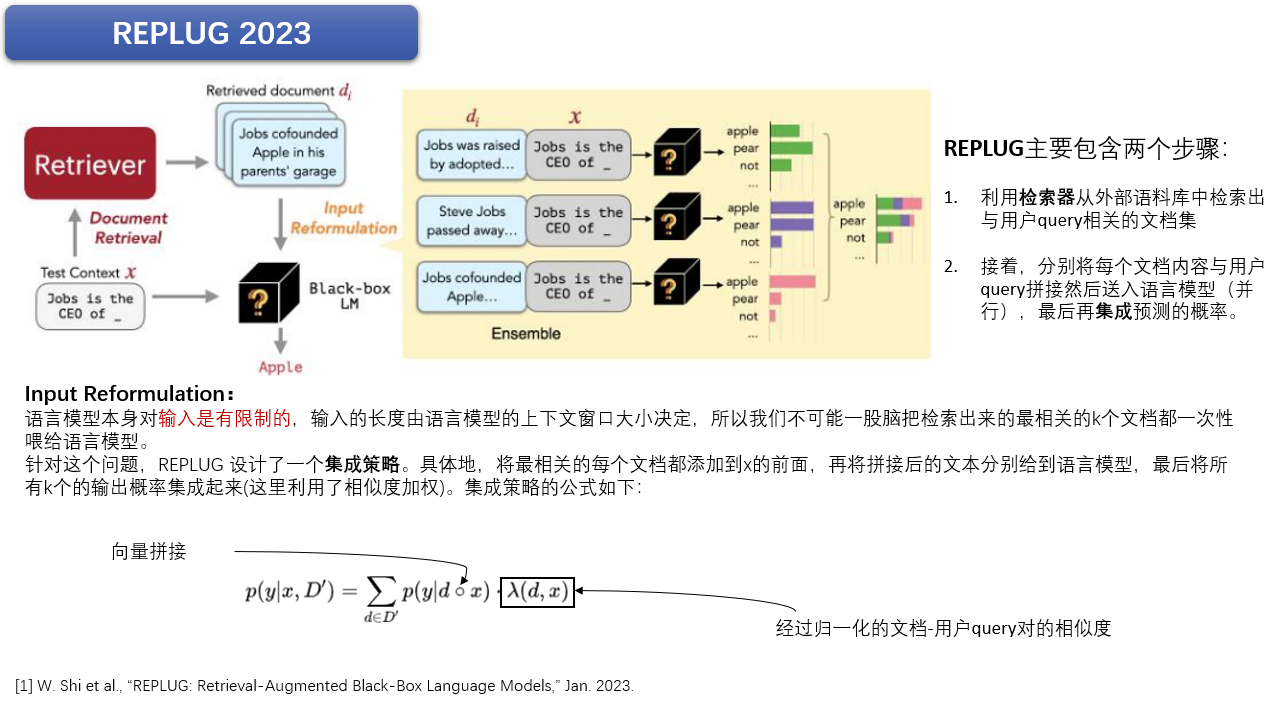 REPLUG 2023
Retrieved document dᵢ
Retriever
Jobs cofounded
Apple in his
parents' garage
Document
Retrieval
Input
Reformulation
Test Context x
Jobs is the
CEO of _
?
Black-box
LM
Apple
dᵢ
x
Jobs was raised
by adopted…
Jobs is the
CEO of _
?
apple
pear
not
...
Steve Jobs
passed away…
Jobs is the
CEO of _
?
apple
pear
not
...
Jobs cofounded
Apple…
Jobs is the
CEO of _
?
apple
pear
not
...
apple
pear
not
...
Ensemble
REPLUG主要包含两个步骤：
1. 利用检索器从外部语料库中检索出
与用户query相关的文档集
2. 接着，分别将每个文档内容与用户
query拼接然后送入语言模型（并
行），最后再集成预测的概率。
Input Reformulation：
语言模型本身对输入是有限制的，输入的长度由语言模型的上下文窗口大小决定，所以我们不可能一股脑把检索出来的最相关的k个文档都一次性
喂给语言模型。
针对这个问题，REPLUG 设计了一个集成策略。具体地，将最相关的每个文档都添加到x的前面，再将拼接后的文本分别给到语言模型，最后将所
有k个的输出概率集成起来(这里利用了相似度加权)。集成策略的公式如下：
向量拼接
p(y|x, D′) = ∑_{d∈D′} p(y|d ∘ x) · λ(d, x)
经过归一化的文档-用户query对的相似度
[1] W. Shi et al., “REPLUG: Retrieval-Augmented Black-Box Language Models,” Jan. 2023.